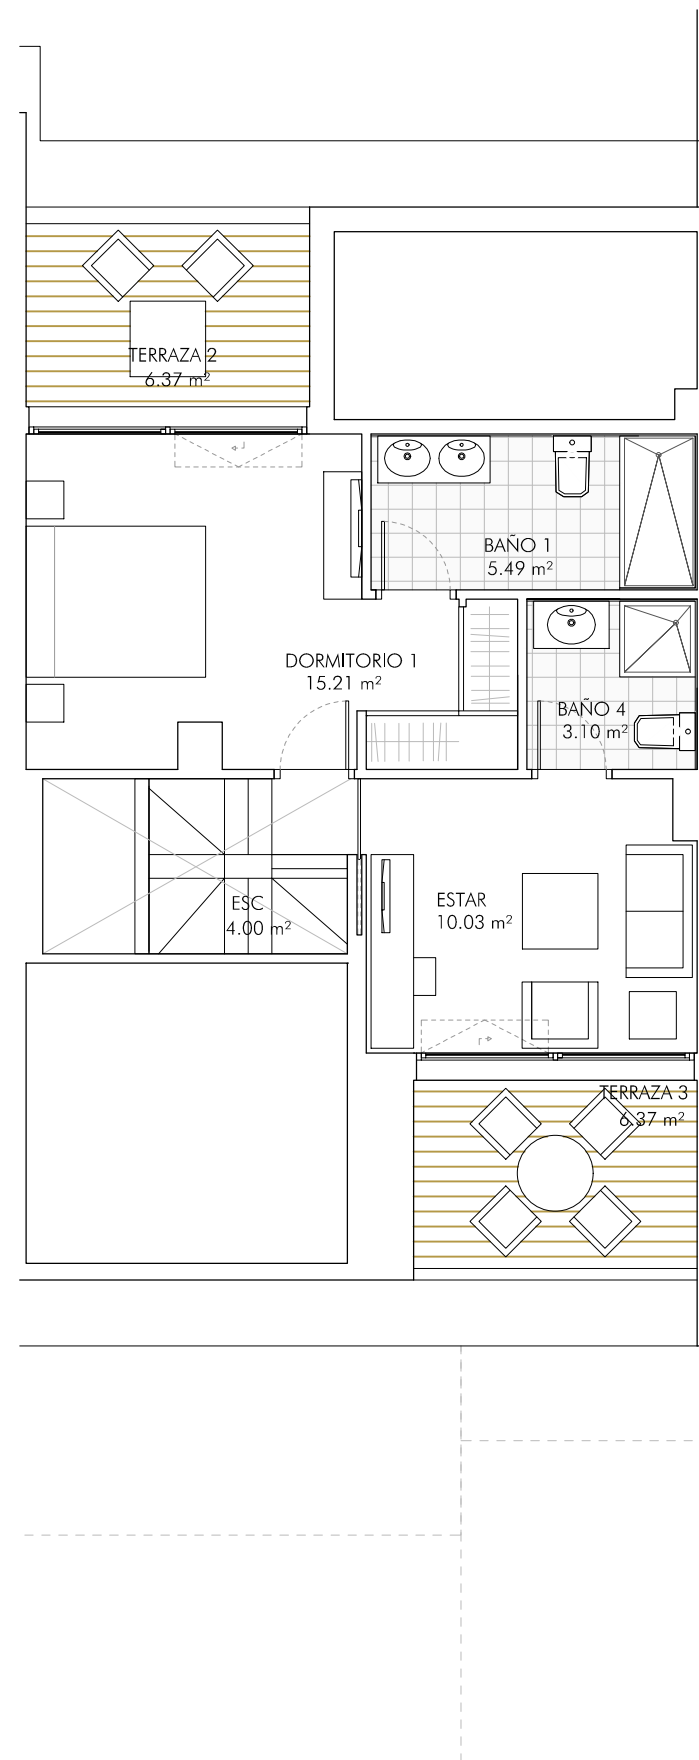 TERRAZA 2
6.37 m²
BAÑO 1
5.49 m²
DORMITORIO 1
15.21 m²
BAÑO 4
3.10 m²
ESC
4.00 m²
ESTAR
10.03 m²
TERRAZA 3
6.37 m²